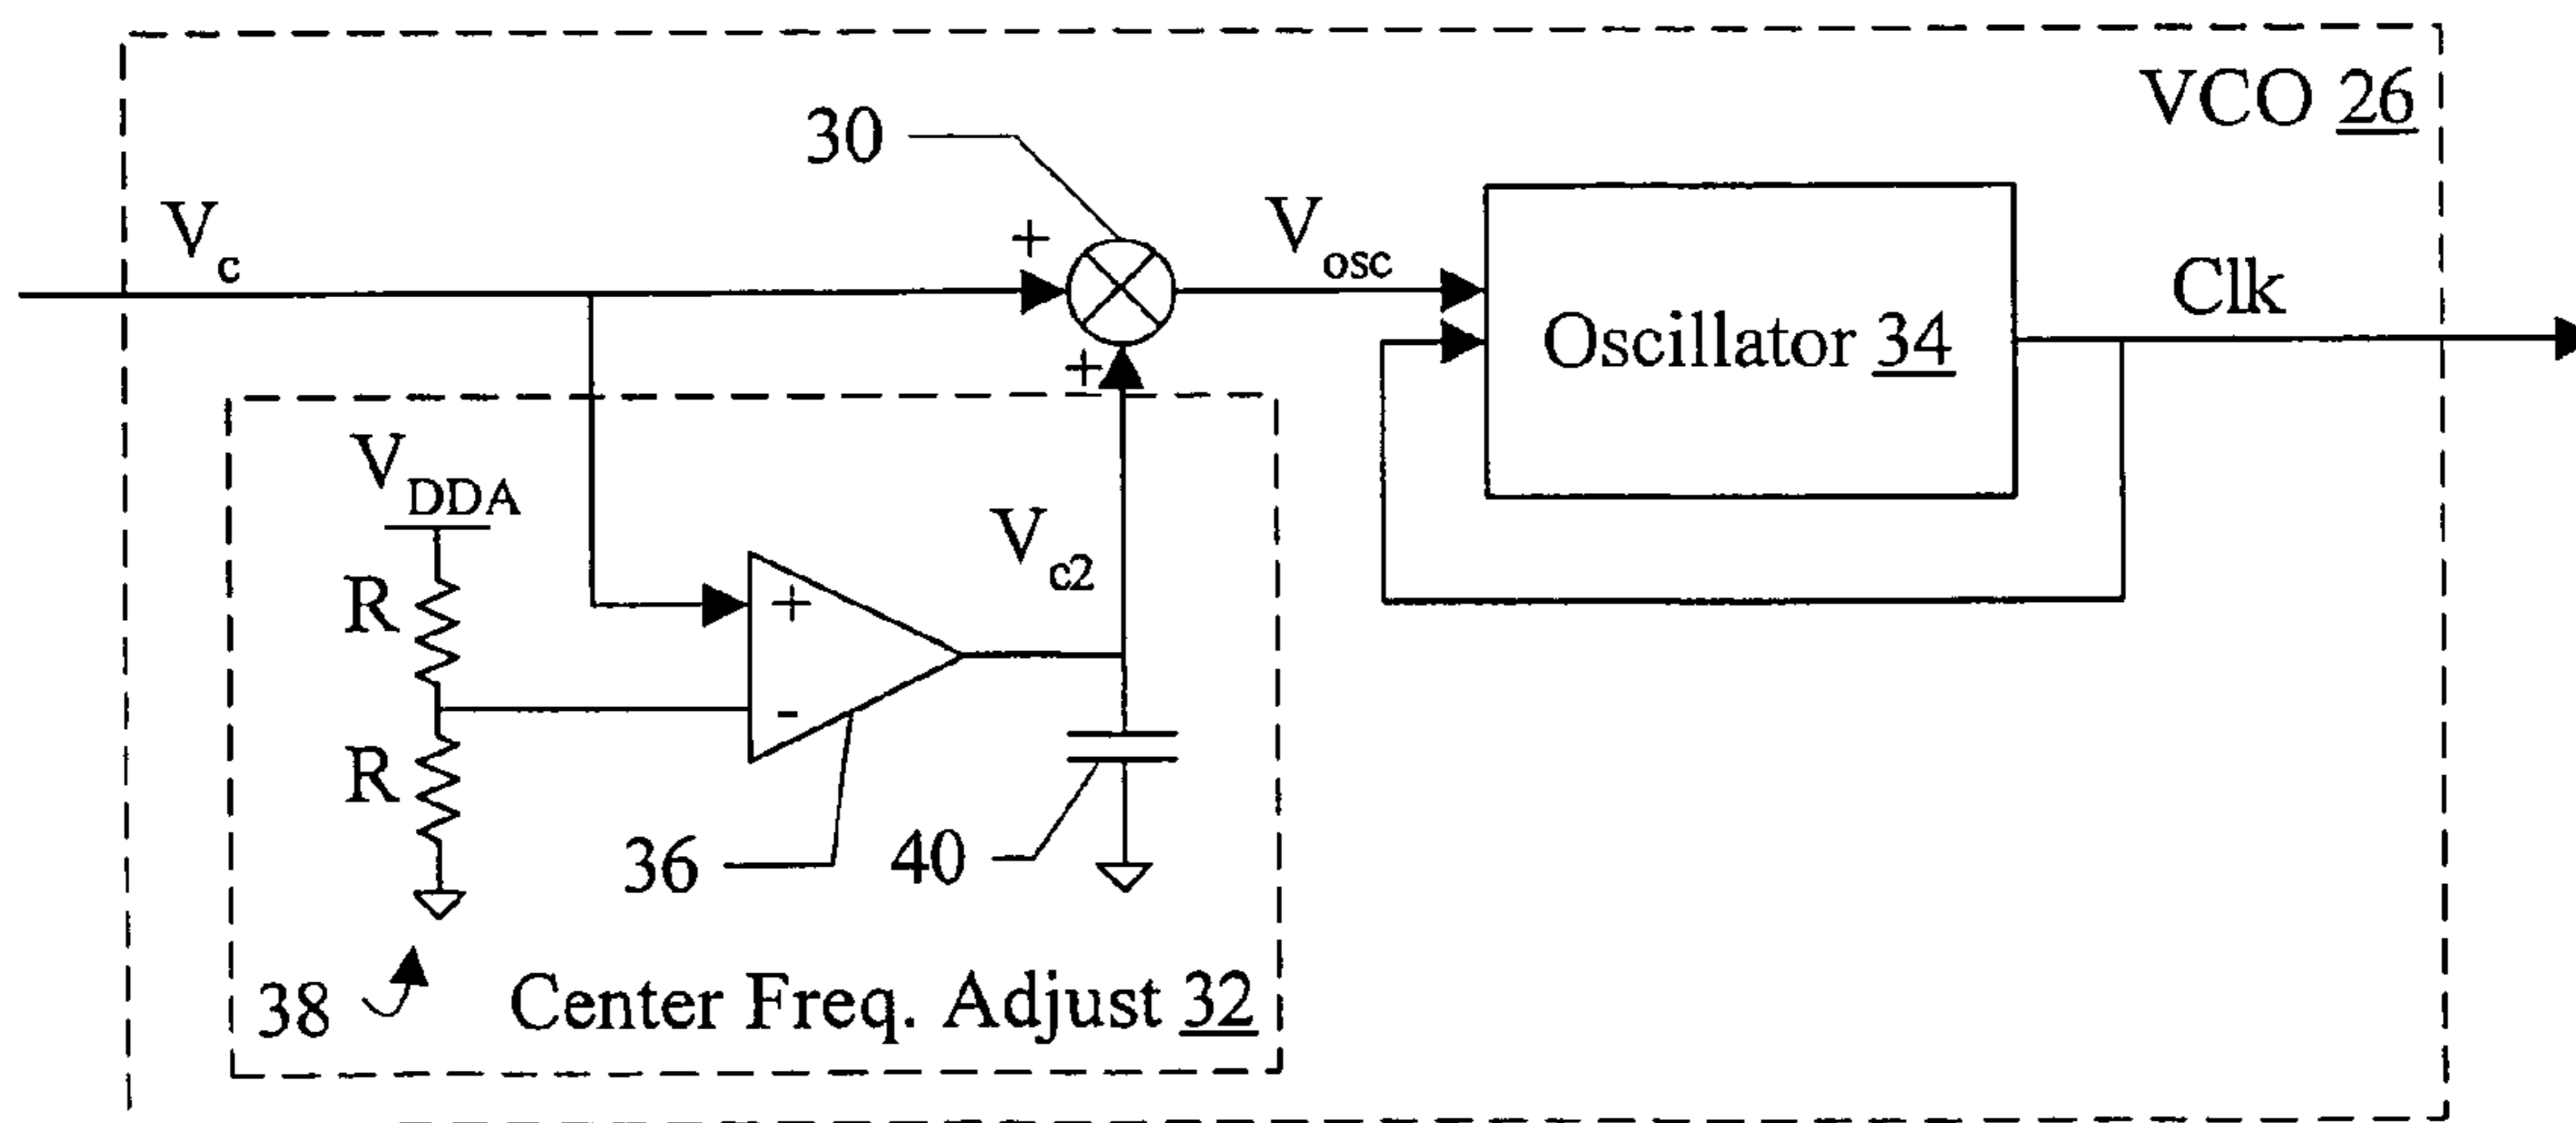 VCO 26
30
+
V_c
V_osc
Clk
Oscillator 34
+
V_DDA
V_c2
R
+
-
R
36
40
38
Center Freq. Adjust 32